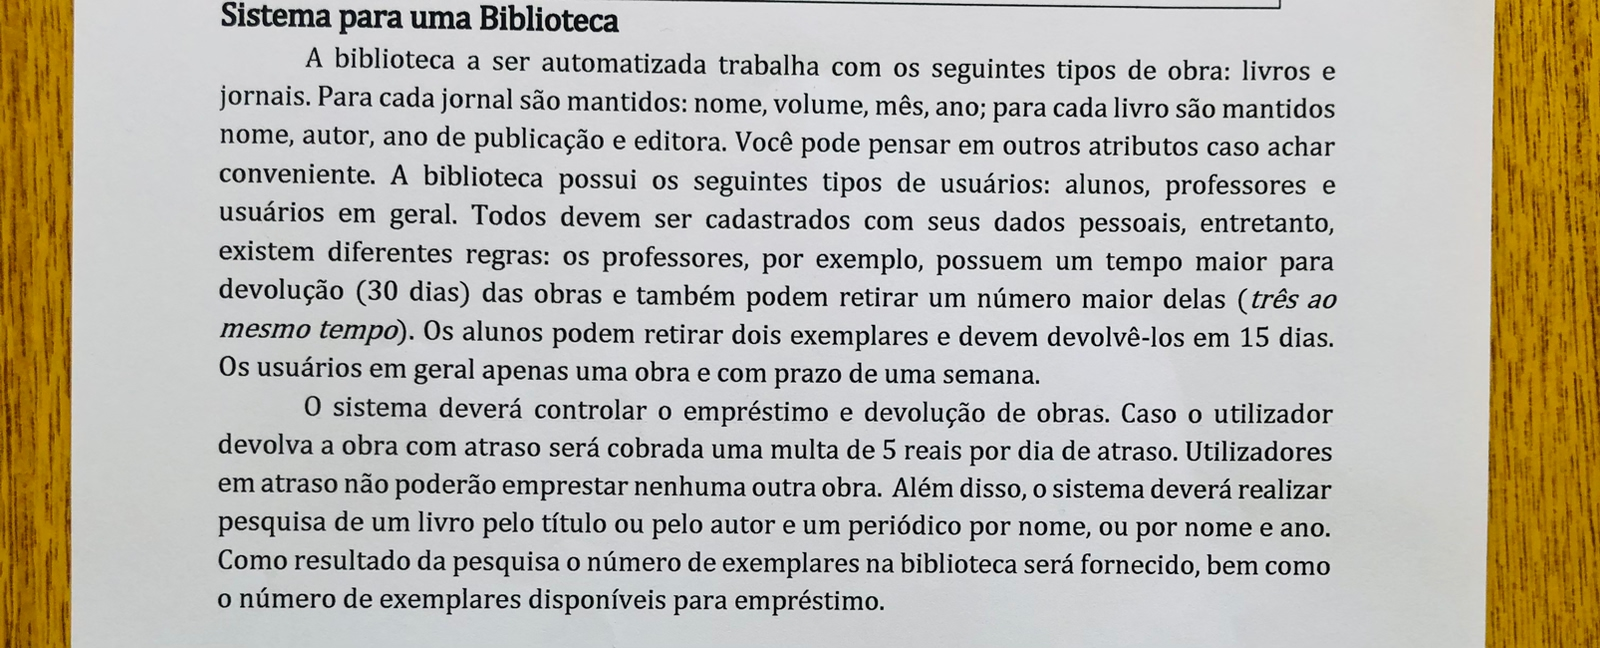 Sistema para uma Biblioteca
A biblioteca a ser automatizada trabalha com os seguintes tipos de obra: livros e
jornais. Para cada jornal são mantidos: nome, volume, mês, ano; para cada livro são mantidos
nome, autor, ano de publicação e editora. Você pode pensar em outros atributos caso achar
conveniente. A biblioteca possui os seguintes tipos de usuários: alunos, professores e
usuários em geral. Todos devem ser cadastrados com seus dados pessoais, entretanto,
existem diferentes regras: os professores, por exemplo, possuem um tempo maior para
devolução (30 dias) das obras e também podem retirar um número maior delas (três ao
mesmo tempo). Os alunos podem retirar dois exemplares e devem devolvê-los em 15 dias.
Os usuários em geral apenas uma obra e com prazo de uma semana.
O sistema deverá controlar o empréstimo e devolução de obras. Caso o utilizador
devolva a obra com atraso será cobrada uma multa de 5 reais por dia de atraso. Utilizadores
em atraso não poderão emprestar nenhuma outra obra. Além disso, o sistema deverá realizar
pesquisa de um livro pelo título ou pelo autor e um periódico por nome, ou por nome e ano.
Como resultado da pesquisa o número de exemplares na biblioteca será fornecido, bem como
o número de exemplares disponíveis para empréstimo.